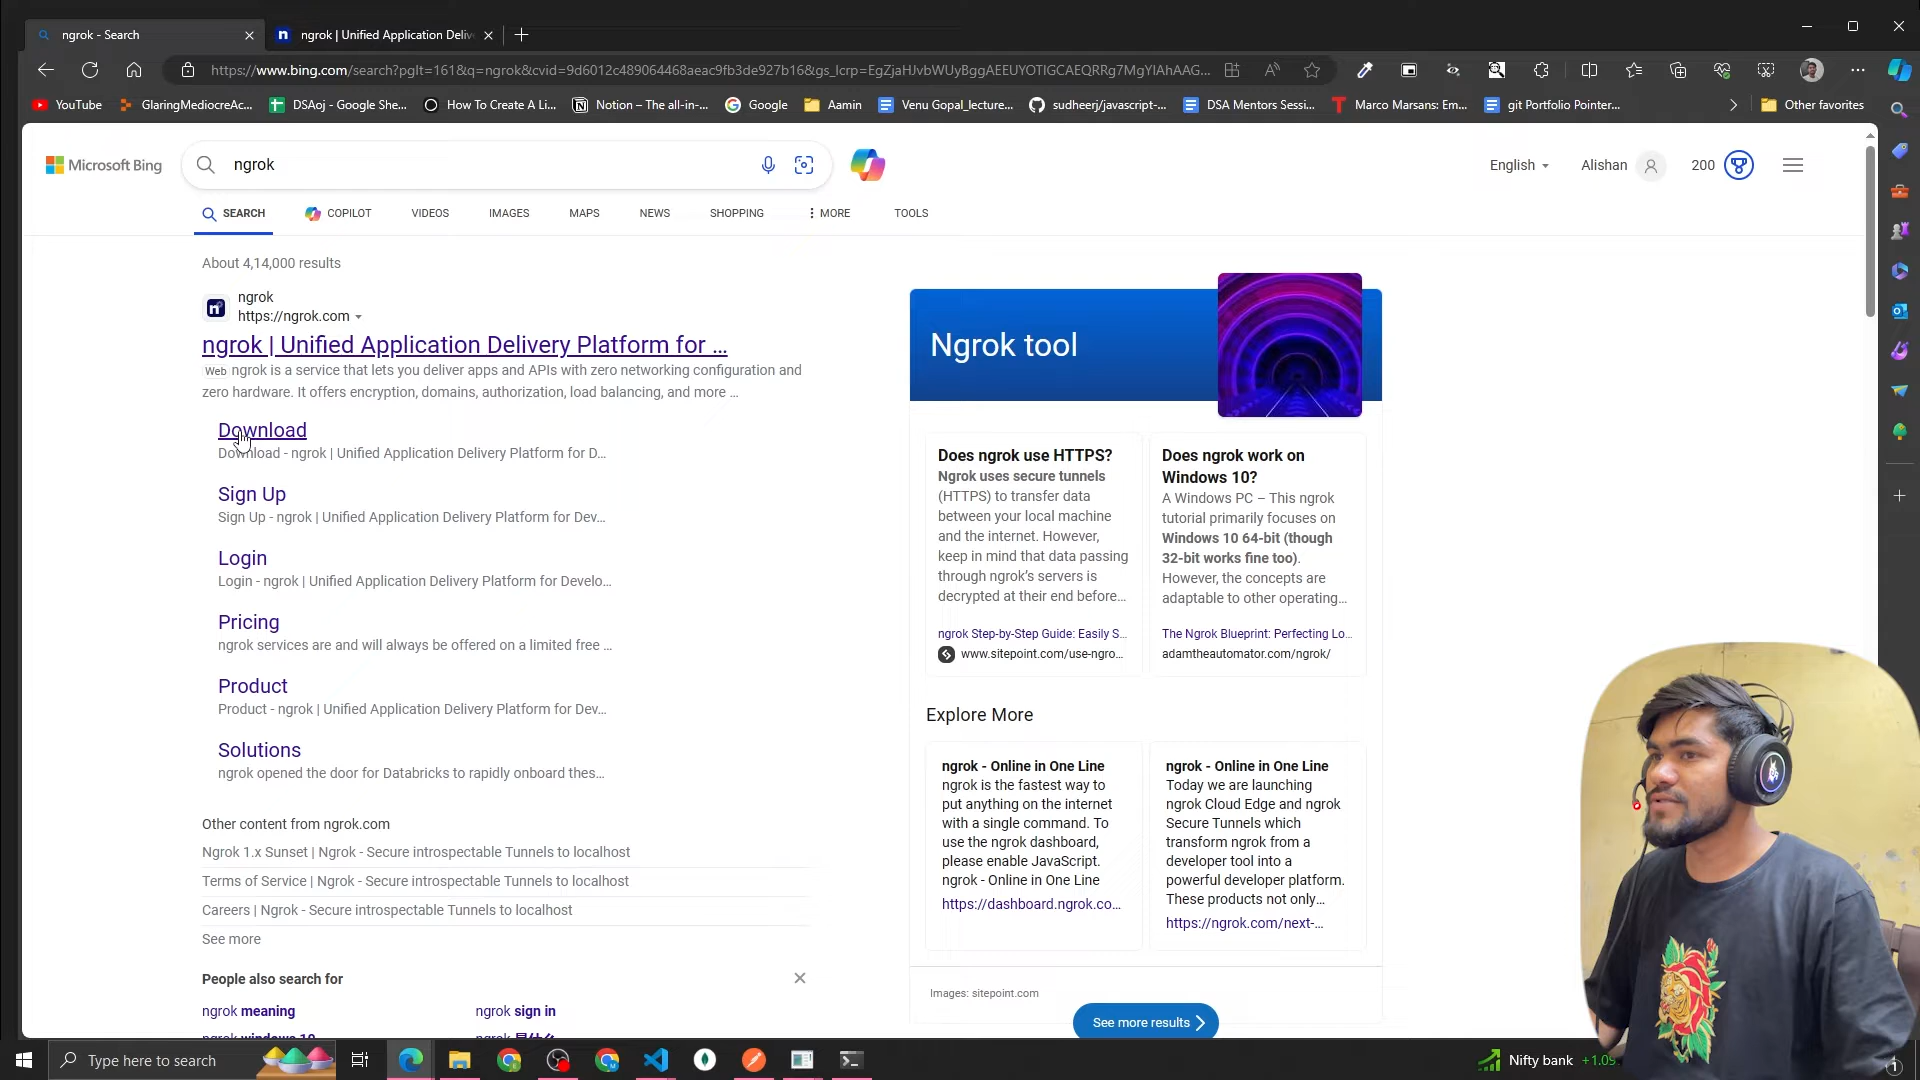 ngrok - Search
ngrok | Unified Application Deliv
https://www.bing.com/search?pglt=161&q=ngrok&cvid=9d6012c489064468aeac9fb3de927b16&gs_lcrp=EgZjaHJvbWUyBggAEEUYOTIGCAEQRRg7MgYIAhAAG...
YouTube
GlaringMediocreAc...
DSAoj - Google She...
How To Create A Li...
Notion – The all-in-...
Google
Aamin
Venu Gopal_lecture...
sudheerj/javascript-...
DSA Mentors Sessi...
Marco Marsans: Em...
git Portfolio Pointer...
Other favorites
Microsoft Bing
ngrok
English
Alishan
200
SEARCH
COPILOT
VIDEOS
IMAGES
MAPS
NEWS
SHOPPING
MORE
TOOLS
About 4,14,000 results
ngrok
https://ngrok.com
ngrok | Unified Application Delivery Platform for ...
Web ngrok is a service that lets you deliver apps and APIs with zero networking configuration and
zero hardware. It offers encryption, domains, authorization, load balancing, and more ...
Download
Download - ngrok | Unified Application Delivery Platform for D...
Sign Up
Sign Up - ngrok | Unified Application Delivery Platform for Dev...
Login
Login - ngrok | Unified Application Delivery Platform for Develo...
Pricing
ngrok services are and will always be offered on a limited free ...
Product
Product - ngrok | Unified Application Delivery Platform for Dev...
Solutions
ngrok opened the door for Databricks to rapidly onboard thes...
Other content from ngrok.com
Ngrok 1.x Sunset | Ngrok - Secure introspectable Tunnels to localhost
Terms of Service | Ngrok - Secure introspectable Tunnels to localhost
Careers | Ngrok - Secure introspectable Tunnels to localhost
See more
People also search for
ngrok meaning
ngrok sign in
ngrok windows 10
Ngrok tool
Does ngrok use HTTPS?
Ngrok uses secure tunnels
(HTTPS) to transfer data
between your local machine
and the internet. However,
keep in mind that data passing
through ngrok's servers is
decrypted at their end before...
ngrok Step-by-Step Guide: Easily S...
www.sitepoint.com/use-ngro...
Does ngrok work on
Windows 10?
A Windows PC – This ngrok
tutorial primarily focuses on
Windows 10 64-bit (though
32-bit works fine too).
However, the concepts are
adaptable to other operating...
The Ngrok Blueprint: Perfecting Lo...
adamtheautomator.com/ngrok/
Explore More
ngrok - Online in One Line
ngrok is the fastest way to
put anything on the internet
with a single command. To
use the ngrok dashboard,
please enable JavaScript.
ngrok - Online in One Line
https://dashboard.ngrok.co...
ngrok - Online in One Line
Today we are launching
ngrok Cloud Edge and ngrok
Secure Tunnels which
transform ngrok from a
developer tool into a
powerful developer platform.
These products not only...
https://ngrok.com/next-...
Images: sitepoint.com
See more results
Type here to search
Nifty bank +1.09
1